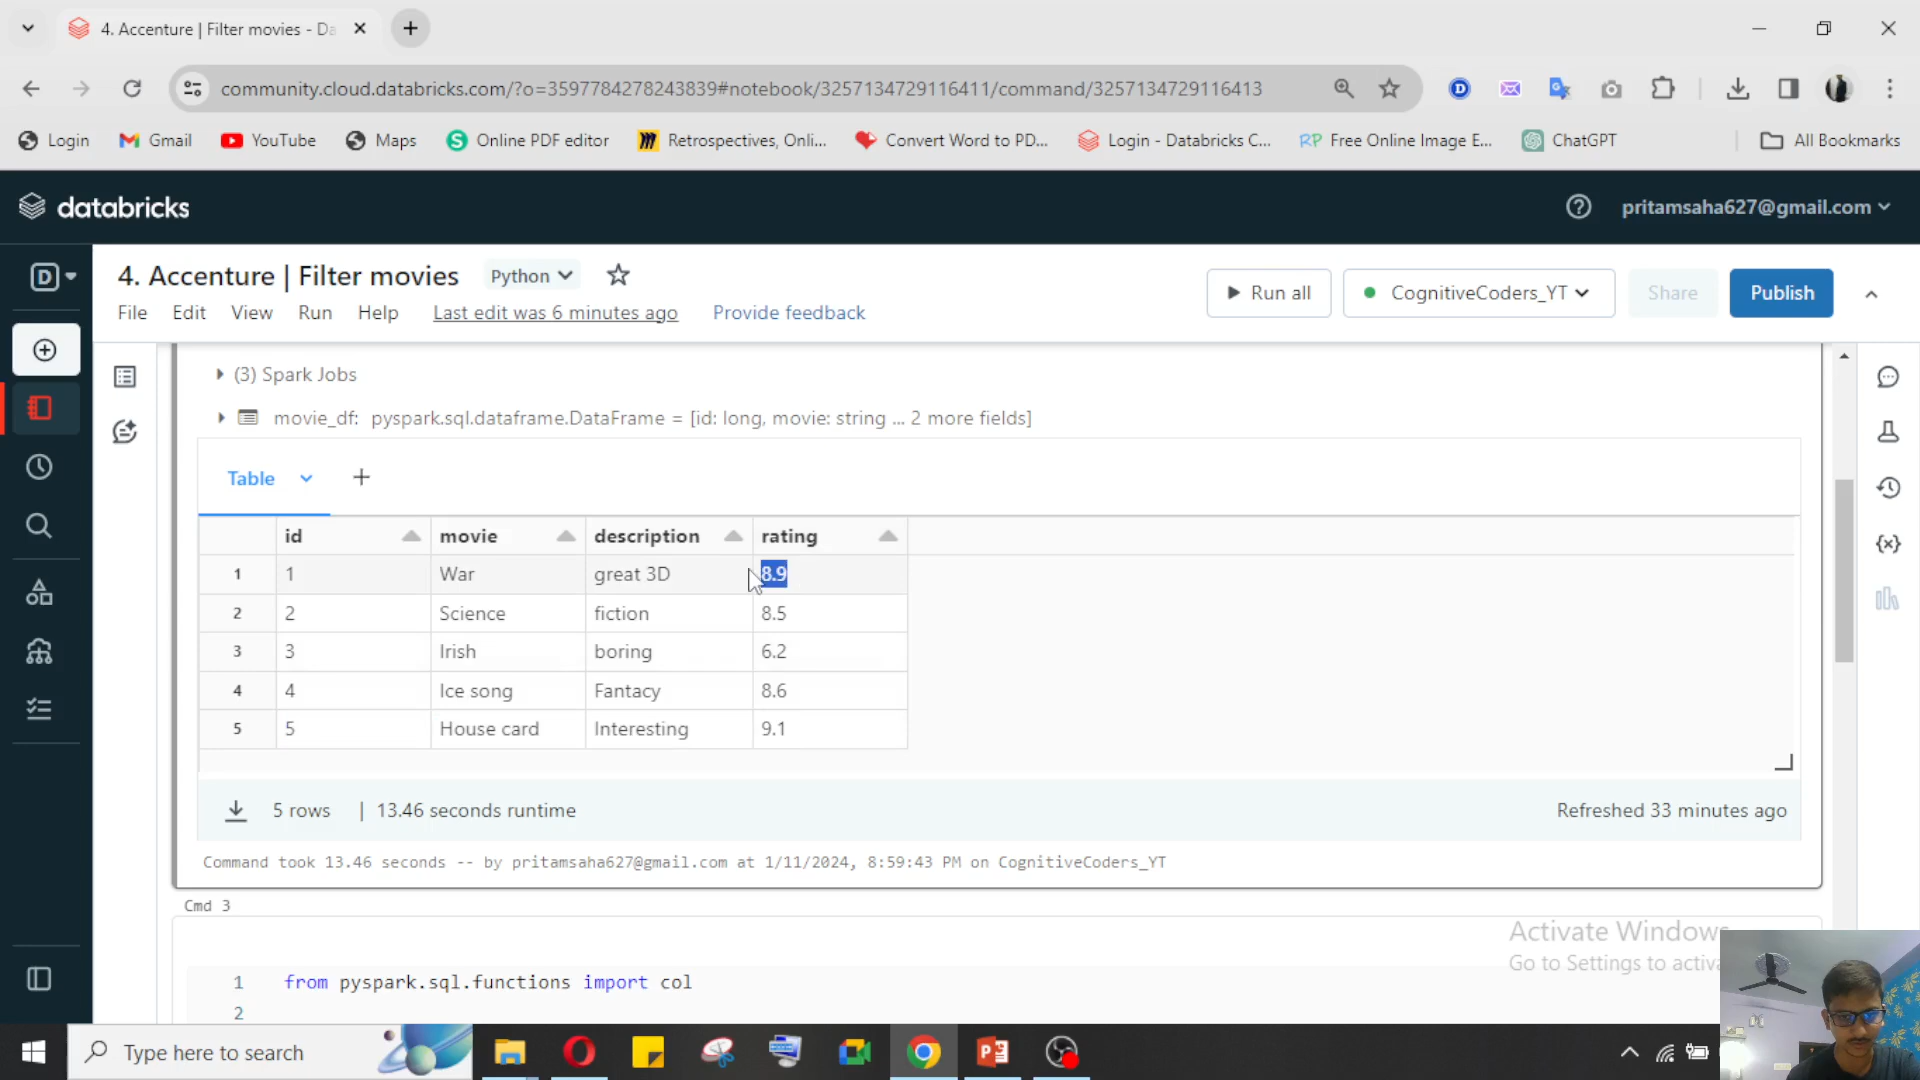 4. Accenture | Filter movies - Da
community.cloud.databricks.com/?o=3597784278243839#notebook/3257134729116411/command/3257134729116413
Login
Gmail
YouTube
Maps
Online PDF editor
Retrospectives, Onli...
Convert Word to PD...
Login - Databricks C...
RP Free Online Image E...
ChatGPT
All Bookmarks
databricks
pritamsaha627@gmail.com
D
4. Accenture | Filter movies
Python
File
Edit
View
Run
Help
Last edit was 6 minutes ago
Provide feedback
Run all
CognitiveCoders_YT
Share
Publish
(3) Spark Jobs
movie_df: pyspark.sql.dataframe.DataFrame = [id: long, movie: string ... 2 more fields]
Table
id movie description rating
1 1 War great 3D 8.9
2 2 Science fiction 8.5
3 3 Irish boring 6.2
4 4 Ice song Fantacy 8.6
5 5 House card Interesting 9.1
5 rows | 13.46 seconds runtime
Refreshed 33 minutes ago
Command took 13.46 seconds -- by pritamsaha627@gmail.com at 1/11/2024, 8:59:43 PM on CognitiveCoders_YT
Cmd 3
1 from pyspark.sql.functions import col
2
Activate Windows
Go to Settings to activa
Type here to search